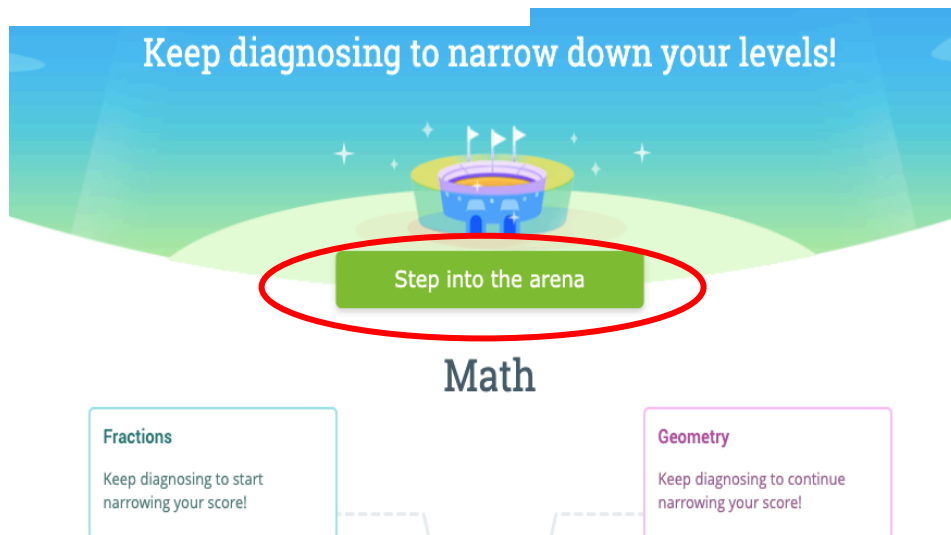 Keep diagnosing to narrow down your levels!
Step into the arena
Math
Fractions
Keep diagnosing to start
narrowing your score!
Geometry
Keep diagnosing to continue
narrowing your score!